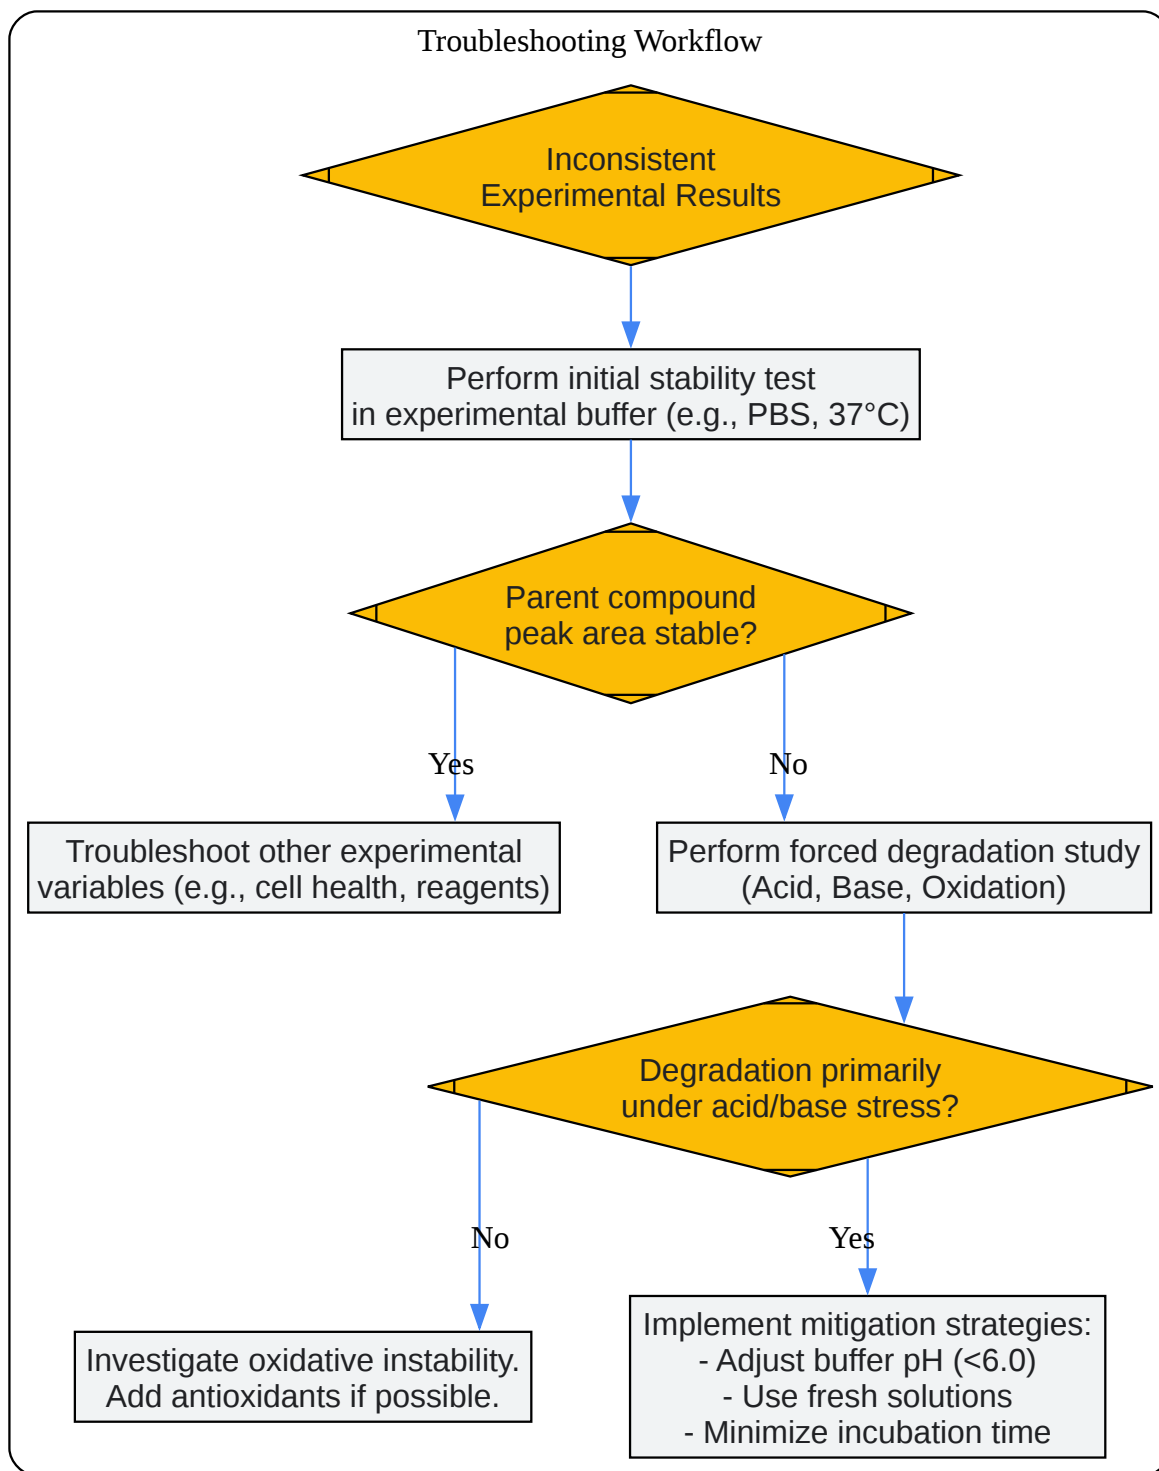 Troubleshooting Workflow
Inconsistent
Experimental Results
Perform initial stability test
in experimental buffer (e.g., PBS, 37°C)
Parent compound
peak area stable?
Yes
No
Troubleshoot other experimental
variables (e.g., cell health, reagents)
Perform forced degradation study
(Acid, Base, Oxidation)
Degradation primarily
under acid/base stress?
No
Yes
Investigate oxidative instability.
Add antioxidants if possible.
Implement mitigation strategies:
- Adjust buffer pH (<6.0)
- Use fresh solutions
- Minimize incubation time